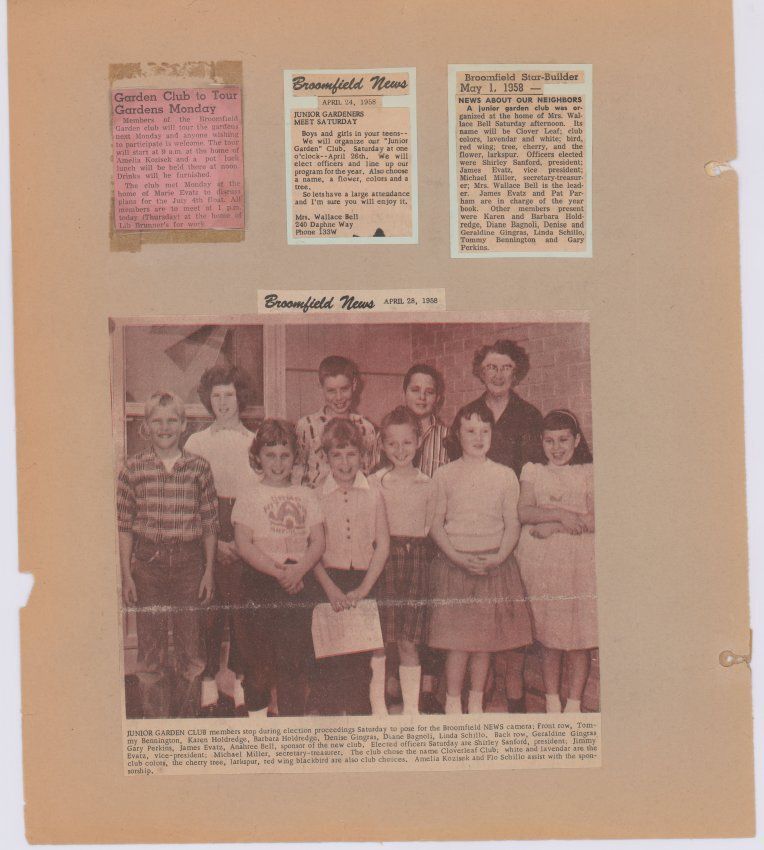 Garden Club to Tour
Gardens Monday
Members of the Broomfield
Garden club will tour the gardens
next Monday and anyone wishing
to participate is welcome. The tour
will start at 9 a.m. at the home of
Amelia Kozisek and a pot luck
lunch will be held there at noon.
Drinks will be furnished.
The club met Monday at the
home of Marie Evatz to discuss
plans for the July 4th float. All
members are to meet at 1 p.m.
today (Thursday) at the home of
Lib Brunner's for work.
Broomfield News
APRIL 24, 1958
JUNIOR GARDENERS
MEET SATURDAY
Boys and girls in your teens--
We will organize our "Junior
Garden" Club, Saturday at one
o'clock--April 26th. We will
elect officers and line up our
program for the year. Also choose
a name, a flower, colors and a
tree.
So lets have a large attendance
and I'm sure you will enjoy it.
Mrs. Wallace Bell
240 Daphne Way
Phone 133W
Broomfield Star-Builder
May 1, 1958 —
NEWS ABOUT OUR NEIGHBORS
A junior garden club was or-
ganized at the home of Mrs. Wal-
lace Bell Saturday afternoon. Its
name will be Clover Leaf; club
colors, lavendar and white; bird,
red wing; tree, cherry, and the
flower, larkspur. Officers elected
were Shirley Sanford, president;
James Evatz, vice president;
Michael Miller, secretary-treasur-
er; Mrs. Wallace Bell is the lead-
er. James Evatz and Pat Par-
ham are in charge of the year
book. Other members present
were Karen and Barbara Hold-
redge, Diane Bagnoli, Denise and
Geraldine Gingras, Linda Schillo,
Tommy Bennington and Gary
Perkins.
Broomfield News APRIL 28, 1958
JUNIOR GARDEN CLUB members stop during election proceedings Saturday to pose for the Broomfield NEWS camera; Front row, Tom-
my Bennington, Karen Holdredge, Barbara Holdredge, Denise Gingras, Diane Bagnoli, Linda Schillo. Back row, Geraldine Gingras
Gary Perkins, James Evatz, Analtree Bell, sponsor of the new club. Elected officers Saturday are Shirley Sanford, president; Jimmy
Evatz, vice-president; Michael Miller, secretary-treasurer. The club chose the name Cloverleaf Club; white and lavendar are the
club colors, the cherry tree, larkspur, red wing blackbird are also club choices. Amelia Kozisek and Flo Schillo assist with the spon-
sorship.